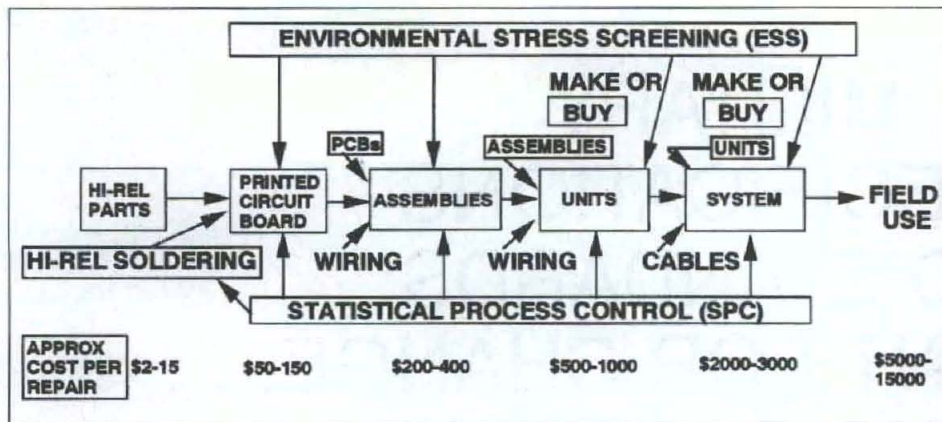 ENVIRONMENTAL STRESS SCREENING (ESS)
MAKE OR
BUY
MAKE OR
BUY
PCBs
ASSEMBLIES
UNITS
HI-REL
PARTS
PRINTED
CIRCUIT
BOARD
ASSEMBLIES
UNITS
SYSTEM
FIELD
USE
HI-REL SOLDERING
WIRING
WIRING
CABLES
STATISTICAL PROCESS CONTROL (SPC)
APPROX
COST PER
REPAIR
$2-15
$50-150
$200-400
$500-1000
$2000-3000
$5000-
15000